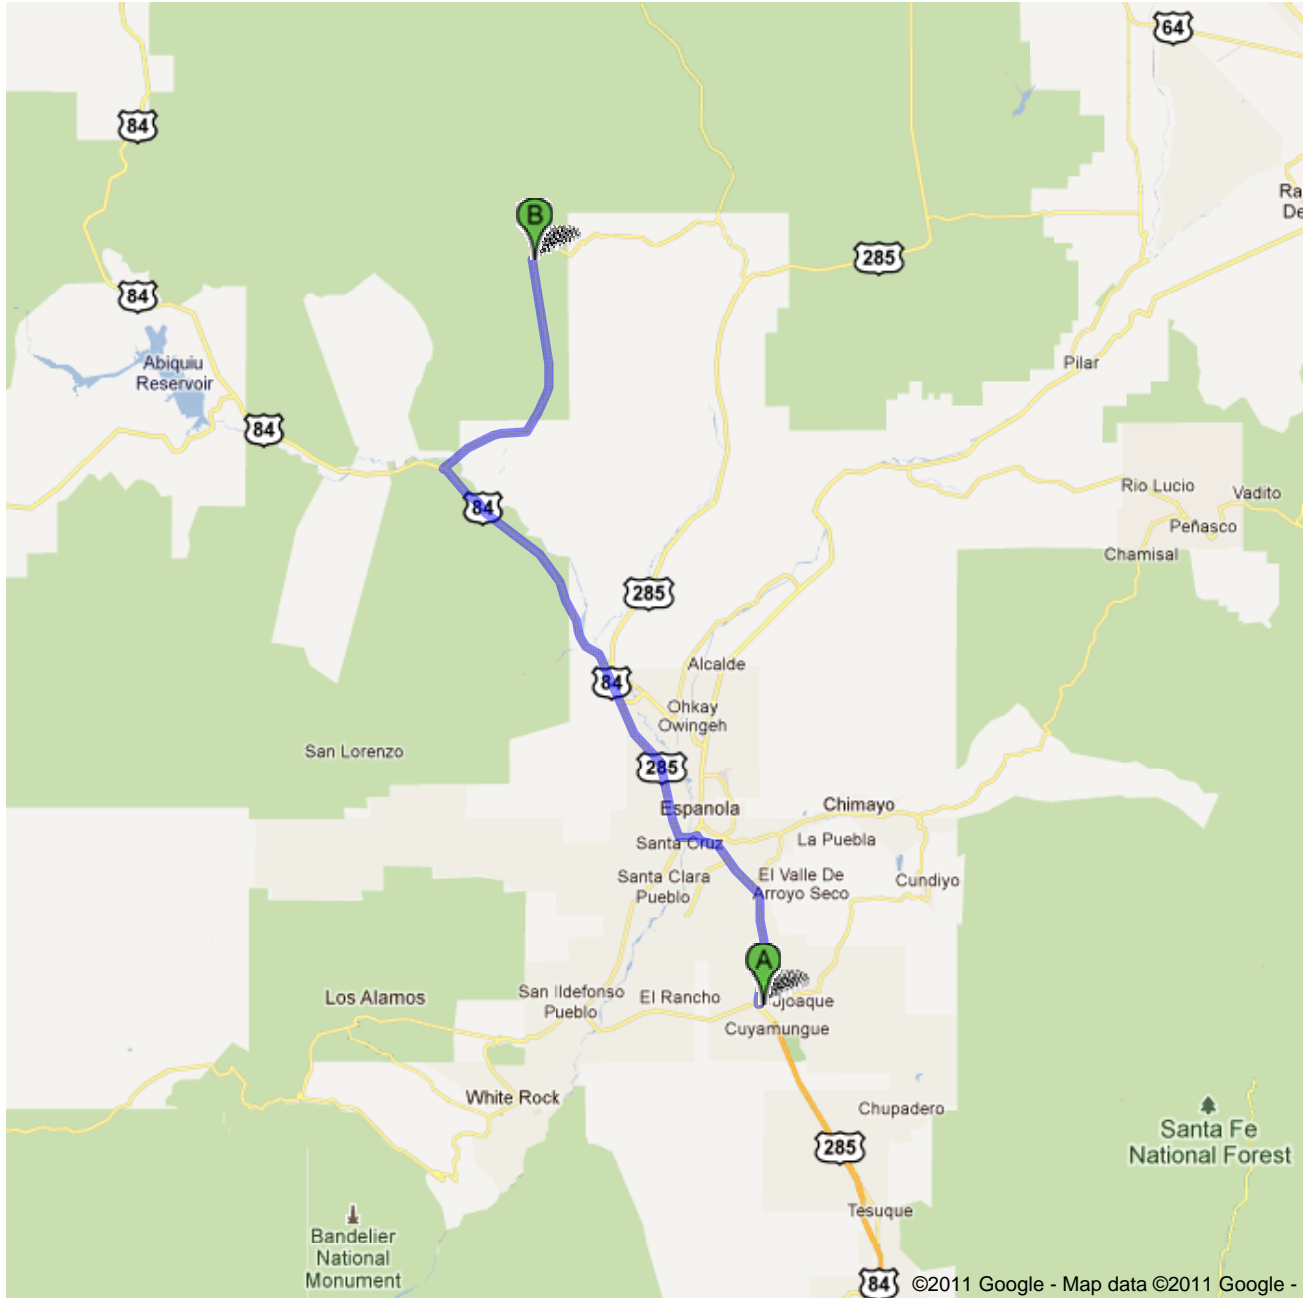 64
84
Ra
De
B
285
84
Abiquiu
Reservoir
Pilar
84
Rio Lucio
Vadito
84
Peñasco
Chamisal
285
Alcalde
84
Ohkay
Owingeh
San Lorenzo
285
Espanola
Chimayo
Santa Cruz
La Puebla
Santa Clara
Pueblo
El Valle De
Arroyo Seco
Cundiyo
A
Los Alamos
San Ildefonso
Pueblo
El Rancho
ojoaque
Cuyamungue
White Rock
Chupadero
Santa Fe
National Forest
285
Tesuque
Bandelier
National
Monument
84
©2011 Google - Map data ©2011 Google -